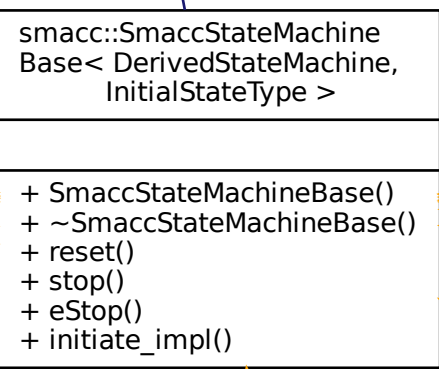 smacc::SmaccStateMachine
Base< DerivedStateMachine,
InitialStateType >
+ SmaccStateMachineBase()
+ ~SmaccStateMachineBase()
+ reset()
+ stop()
+ eStop()
+ initiate_impl()